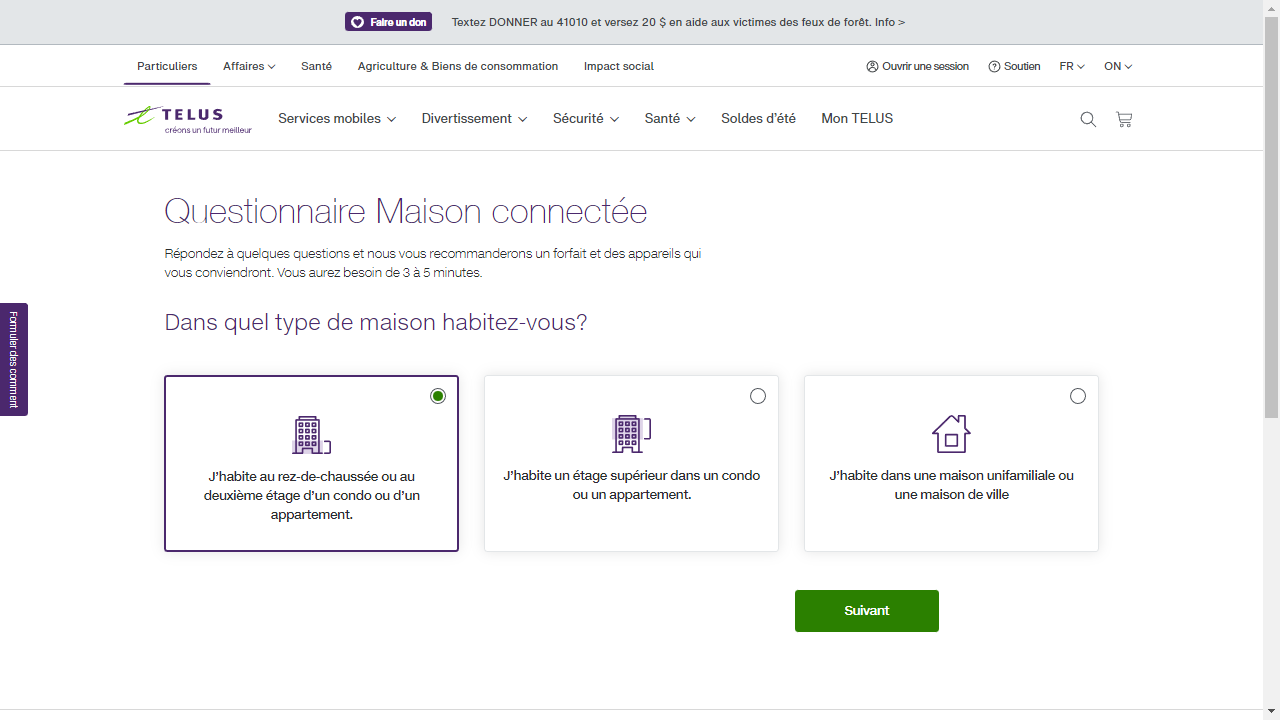 Faire un don
Textez DONNER au 41010 et versez 20 $ en aide aux victimes des feux de forêt. Info >
Particuliers
Affaires
Santé
Agriculture & Biens de consommation
Impact social
Ouvrir une session
Soutien
FR
ON
TELUS
créons un futur meilleur
Services mobiles
Divertissement
Sécurité
Santé
Soldes d’été
Mon TELUS
Questionnaire Maison connectée
Répondez à quelques questions et nous vous recommanderons un forfait et des appareils qui
vous conviendront. Vous aurez besoin de 3 à 5 minutes.
Formuler des comment
Dans quel type de maison habitez-vous?
J’habite au rez-de-chaussée ou au
deuxième étage d’un condo ou d’un
appartement.
J’habite un étage supérieur dans un condo
ou un appartement.
J’habite dans une maison unifamiliale ou
une maison de ville
Suivant